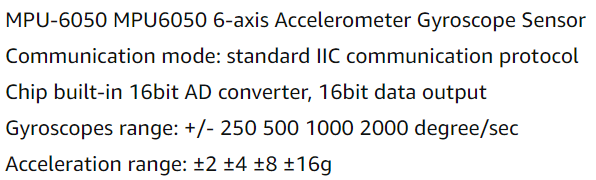 MPU-6050 MPU6050 6-axis Accelerometer Gyroscope Sensor
Communication mode: standard IIC communication protocol
Chip built-in 16bit AD converter, 16bit data output
Gyroscopes range: +/- 250 500 1000 2000 degree/sec
Acceleration range: ±2 ±4 ±8 ±16g